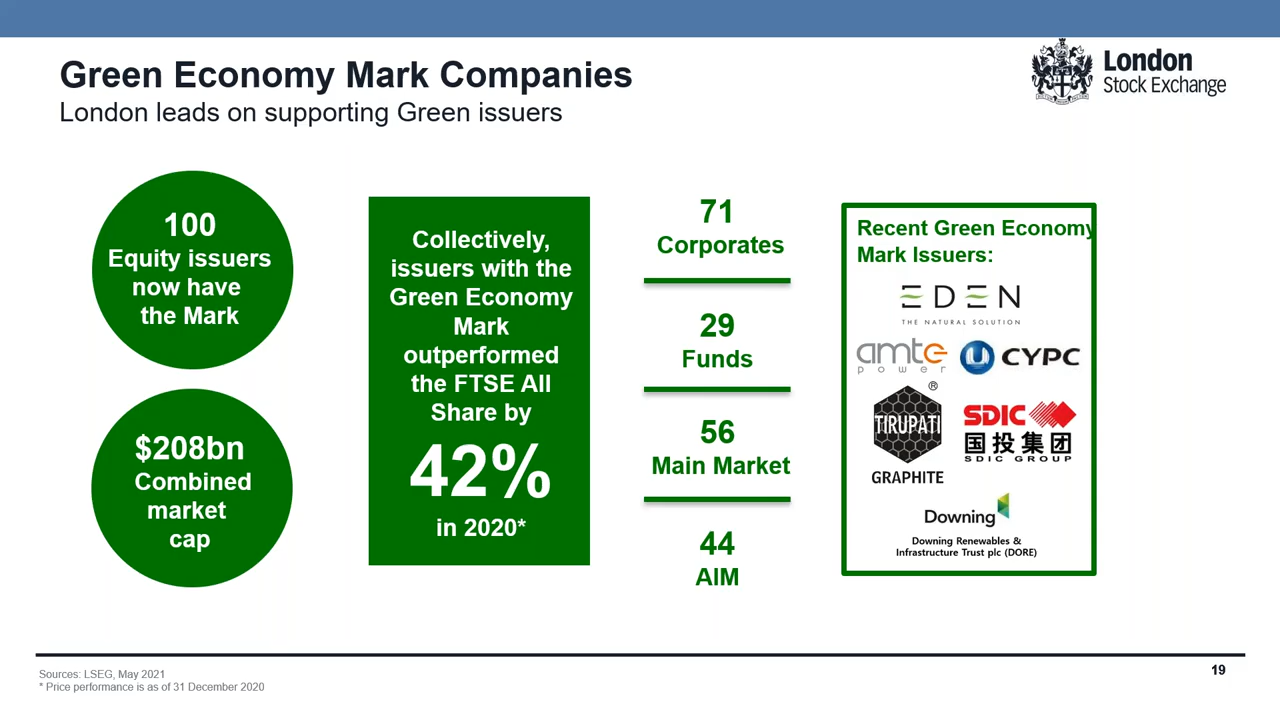 Green Economy Mark Companies
London leads on supporting Green issuers
London
Stock Exchange
100
Equity issuers
now have
the Mark
$208bn
Combined
market
cap
Collectively,
issuers with the
Green Economy
Mark
outperformed
the FTSE All
Share by
42%
in 2020*
71
Corporates
29
Funds
56
Main Market
44
AIM
Recent Green Economy
Mark Issuers:
EDEN
THE NATURAL SOLUTION
amte
power
U CYPC
TIRUPATI®
GRAPHITE
SDIC
国投集团
SDIC GROUP
Downing
Downing Renewables &
Infrastructure Trust plc (DORE)
Sources: LSEG, May 2021
* Price performance is as of 31 December 2020
19